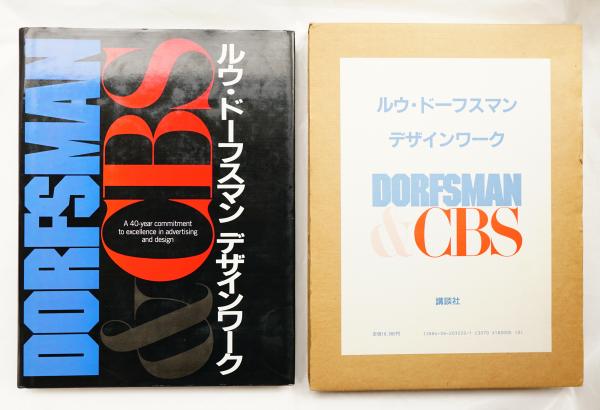 DORFSMAN
&CBS
ルウ・ドーフスマン デザインワーク
A 40-year commitment
to excellence in advertising
and design
ルウ・ドーフスマン
デザインワーク
DORFSMAN
&CBS
講談社